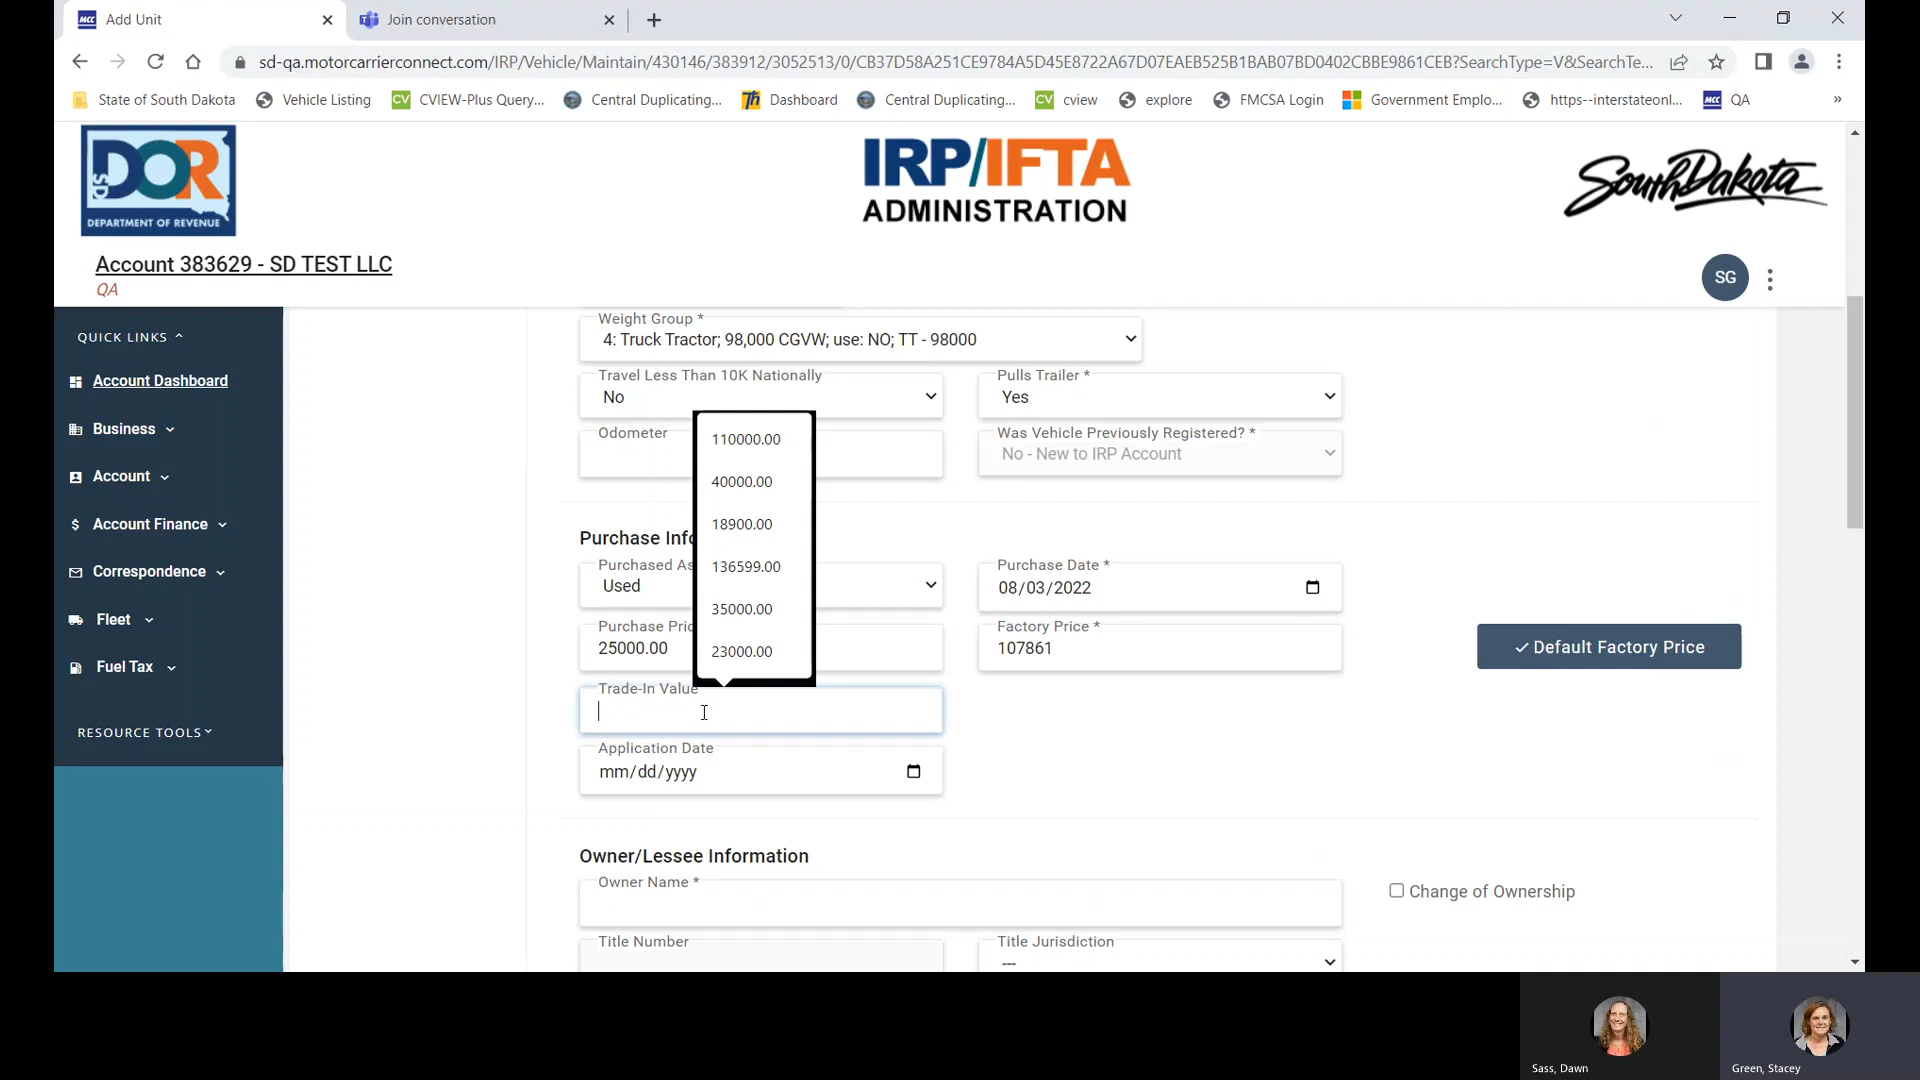 Add Unit
Join conversation
sd-qa.motorcarrierconnect.com/IRP/Vehicle/Maintain/430146/383912/3052513/0/CB37D58A251CE9784A5D45E8722A67D07EAEB525B1BAB07BD0402CBBE9861CEB?SearchType=V&SearchTe...
State of South Dakota
Vehicle Listing
CV CVIEW-Plus Query...
Central Duplicating...
Th Dashboard
Central Duplicating...
CV cview
explore
FMCSA Login
Government Emplo...
https--interstateonl...
MCC QA
»
SD DOR
DEPARTMENT OF REVENUE
IRP/IFTA
ADMINISTRATION
South Dakota
Account 383629 - SD TEST LLC
QA
SG
QUICK LINKS
Account Dashboard
Business
Account
$ Account Finance
Correspondence
Fleet
Fuel Tax
RESOURCE TOOLS
Weight Group *
4: Truck Tractor; 98,000 CGVW; use: NO; TT - 98000
Travel Less Than 10K Nationally
No
Pulls Trailer *
Yes
Odometer
Was Vehicle Previously Registered? *
No - New to IRP Account
110000.00
40000.00
18900.00
136599.00
35000.00
23000.00
Purchase Info
Purchased As
Used
Purchase Date *
08/03/2022
Purchase Pric
25000.00
Factory Price *
107861
Default Factory Price
Trade-In Value
Application Date
mm/dd/yyyy
Owner/Lessee Information
Owner Name *
Change of Ownership
Title Number
Title Jurisdiction
---
Sass, Dawn
Green, Stacey